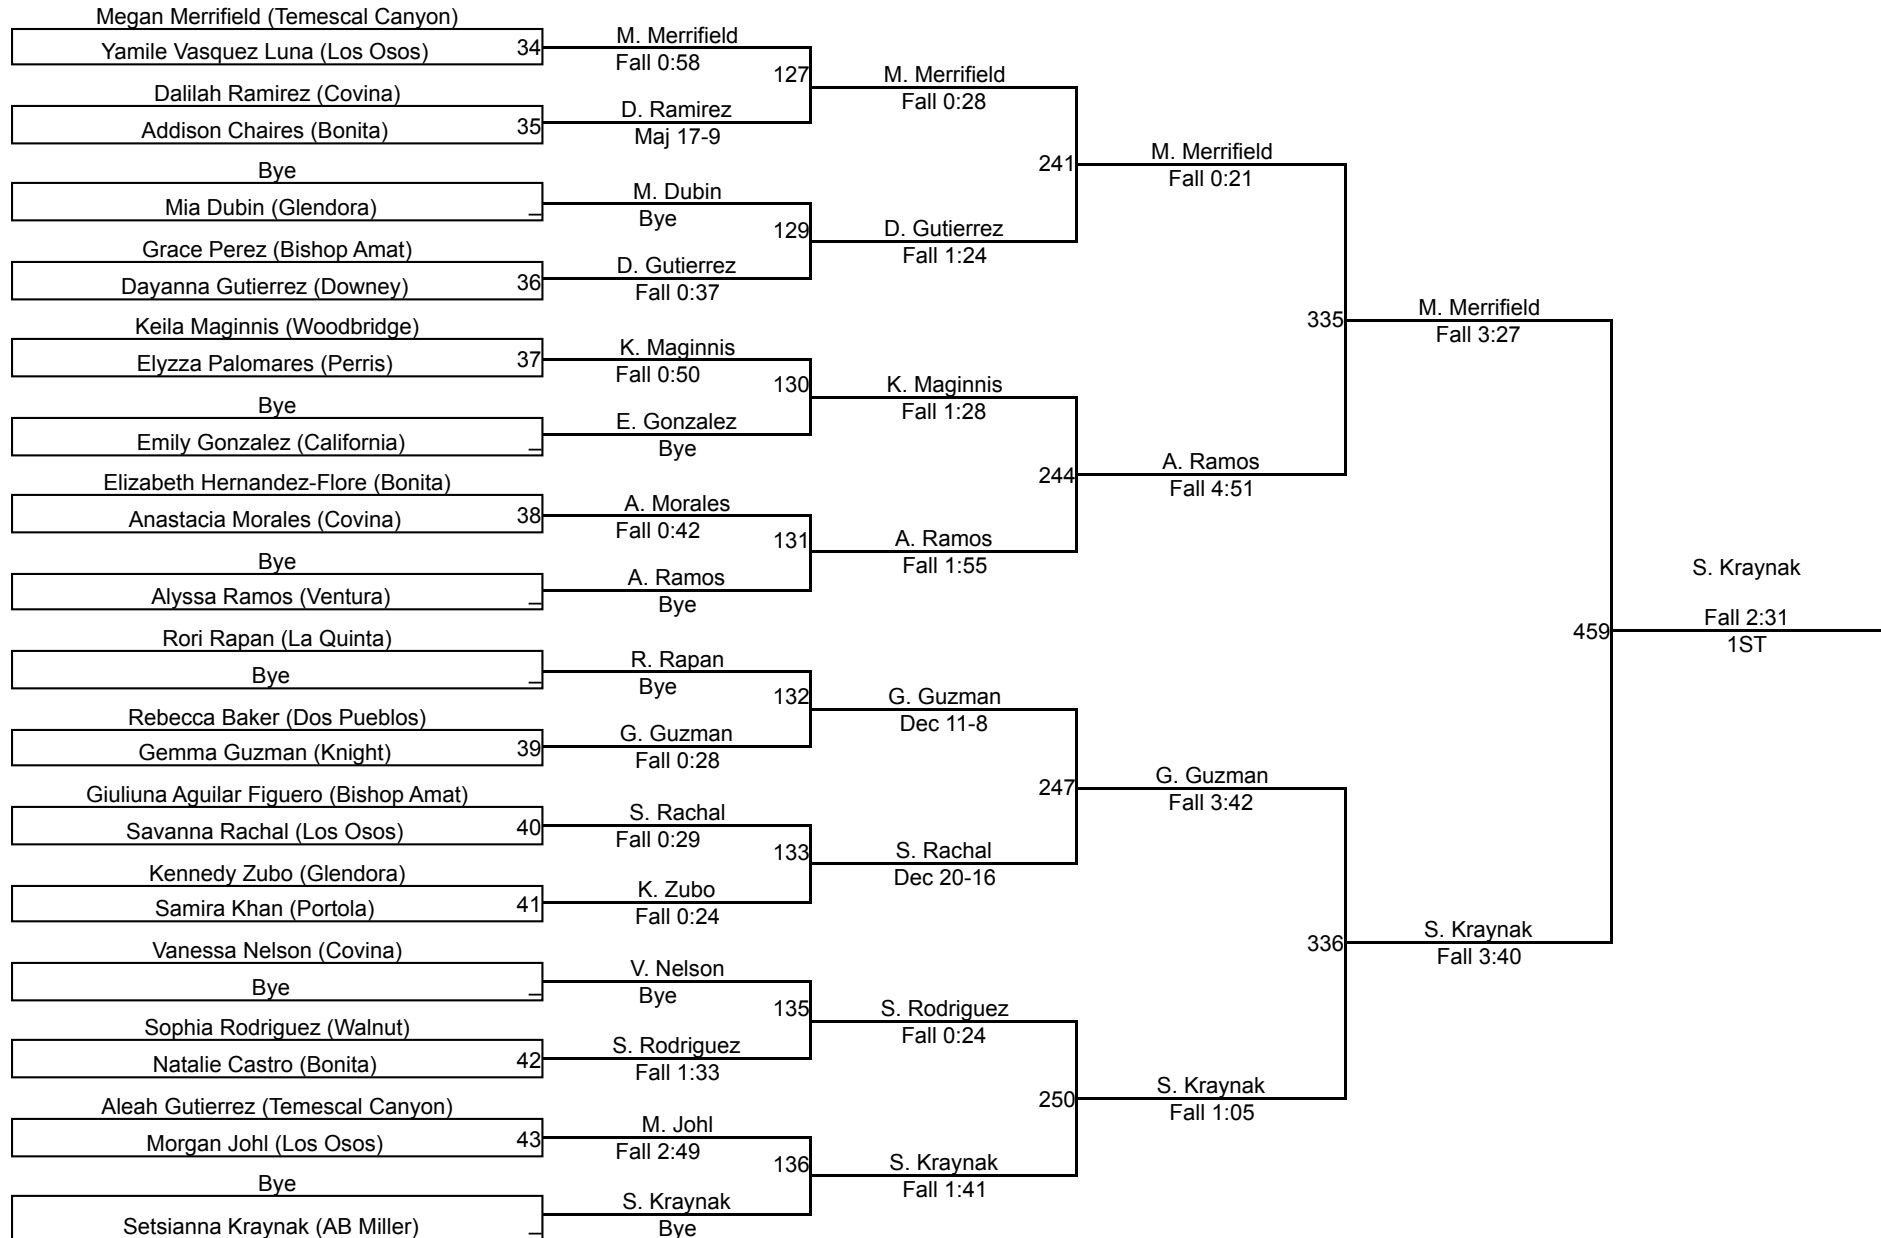 Megan Merrifield (Temescal Canyon)
Yamile Vasquez Luna (Los Osos)
34
Dalilah Ramirez (Covina)
Addison Chaires (Bonita)
35
Bye
Mia Dubin (Glendora)
_
Grace Perez (Bishop Amat)
Dayanna Gutierrez (Downey)
36
Keila Maginnis (Woodbridge)
Elyzza Palomares (Perris)
37
Bye
Emily Gonzalez (California)
_
Elizabeth Hernandez-Flore (Bonita)
Anastacia Morales (Covina)
38
Bye
Alyssa Ramos (Ventura)
_
Rori Rapan (La Quinta)
Bye
_
Rebecca Baker (Dos Pueblos)
Gemma Guzman (Knight)
39
Giuliuna Aguilar Figuero (Bishop Amat)
Savanna Rachal (Los Osos)
40
Kennedy Zubo (Glendora)
Samira Khan (Portola)
41
Vanessa Nelson (Covina)
Bye
_
Sophia Rodriguez (Walnut)
Natalie Castro (Bonita)
42
Aleah Gutierrez (Temescal Canyon)
Morgan Johl (Los Osos)
43
Bye
Setsianna Kraynak (AB Miller)
_
M. Merrifield
Fall 0:58
127
D. Ramirez
Maj 17-9
M. Dubin
Bye
129
D. Gutierrez
Fall 0:37
K. Maginnis
Fall 0:50
130
E. Gonzalez
Bye
A. Morales
Fall 0:42
131
A. Ramos
Bye
R. Rapan
Bye
132
G. Guzman
Fall 0:28
S. Rachal
Fall 0:29
133
K. Zubo
Fall 0:24
V. Nelson
Bye
135
S. Rodriguez
Fall 1:33
M. Johl
Fall 2:49
136
S. Kraynak
Bye
M. Merrifield
Fall 0:28
241
D. Gutierrez
Fall 1:24
K. Maginnis
Fall 1:28
244
A. Ramos
Fall 1:55
G. Guzman
Dec 11-8
247
S. Rachal
Dec 20-16
S. Rodriguez
Fall 0:24
250
S. Kraynak
Fall 1:41
M. Merrifield
Fall 0:21
335
A. Ramos
Fall 4:51
G. Guzman
Fall 3:42
336
S. Kraynak
Fall 1:05
M. Merrifield
Fall 3:27
459
S. Kraynak
Fall 3:40
S. Kraynak
Fall 2:31
1ST